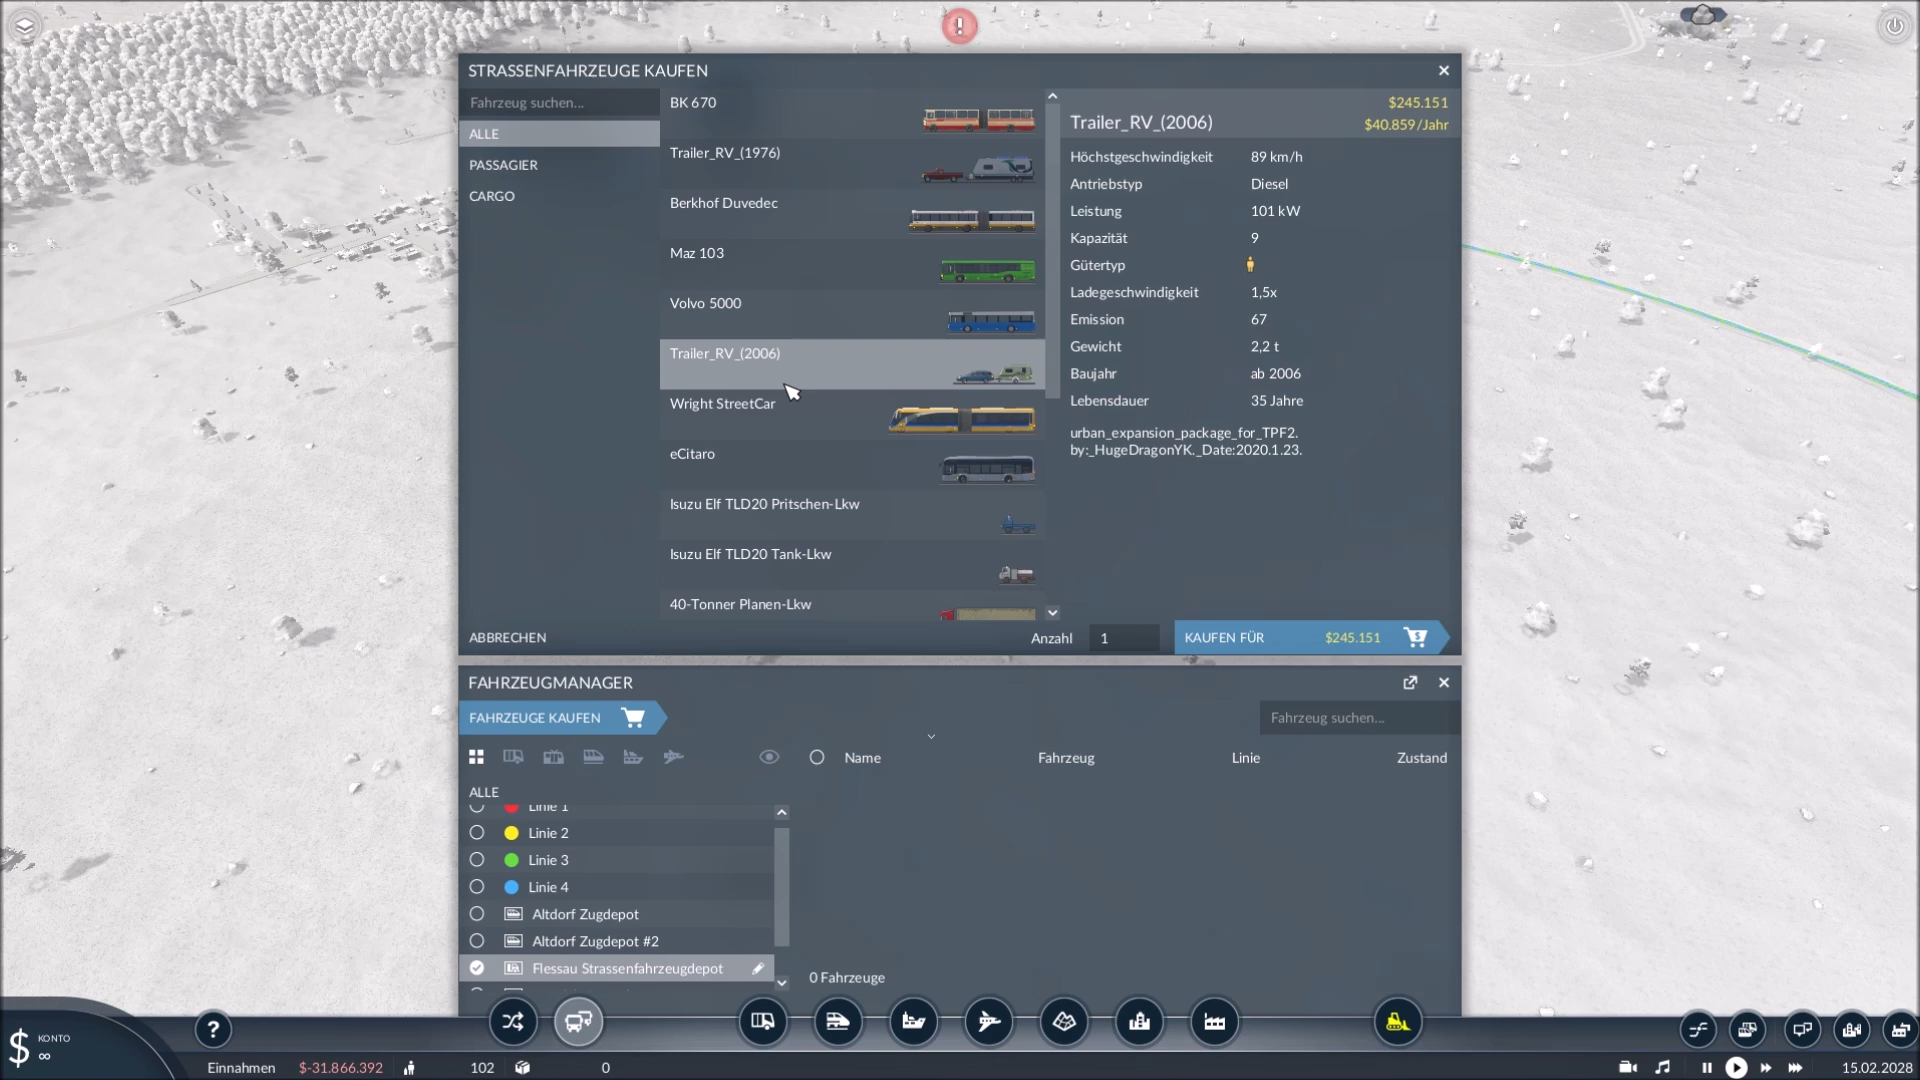 STRASSENFAHRZEUGE KAUFEN
Fahrzeug suchen...
ALLE
PASSAGIER
CARGO
BK 670
Trailer_RV_(1976)
Berkhof Duvedec
Maz 103
Volvo 5000
Trailer_RV_(2006)
Wright StreetCar
eCitaro
Isuzu Elf TLD20 Pritschen-Lkw
Isuzu Elf TLD20 Tank-Lkw
40-Tonner Planen-Lkw
$245.151
Trailer_RV_(2006)
$40.859/Jahr
Höchstgeschwindigkeit 89 km/h
Antriebstyp Diesel
Leistung 101 kW
Kapazität 9
Gütertyp
Ladegeschwindigkeit 1,5x
Emission 67
Gewicht 2,2 t
Baujahr ab 2006
Lebensdauer 35 Jahre
urban_expansion_package_for_TPF2.
by:_HugeDragonYK._Date:2020.1.23.
ABBRECHEN
Anzahl 1
KAUFEN FÜR $245.151
FAHRZEUGMANAGER
FAHRZEUGE KAUFEN
Fahrzeug suchen...
Name Fahrzeug Linie Zustand
ALLE
Linie 1
Linie 2
Linie 3
Linie 4
Altdorf Zugdepot
Altdorf Zugdepot #2
Flessau Strassenfahrzeugdepot
0 Fahrzeuge
$ KONTO
∞
?
Einnahmen $-31.866.392 102 0
15.02.2028